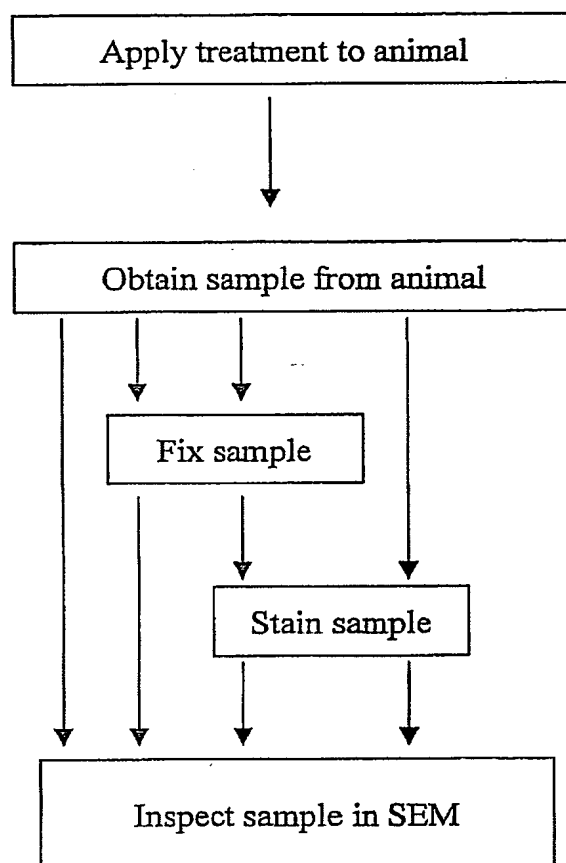 Apply treatment to animal
Obtain sample from animal
Fix sample
Stain sample
Inspect sample in SEM